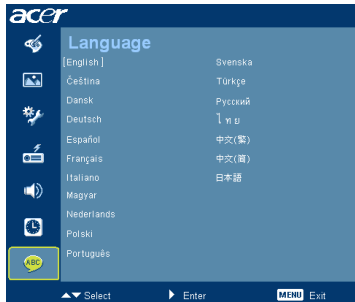 acer
Language
[English]
Čeština
Dansk
Deutsch
Español
Français
Italiano
Magyar
Nederlands
Polski
Português
Svenska
Türkçe
Русский
ไทย
中文(繁)
中文(简)
日本語
ABC
Select
Enter
MENU Exit